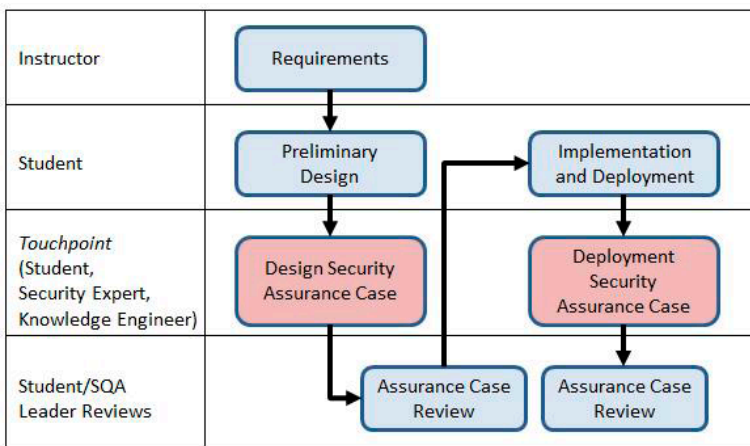 Instructor
Requirements
Student
Preliminary
Design
Implementation
and Deployment
Touchpoint
(Student,
Security Expert,
Knowledge Engineer)
Design Security
Assurance Case
Deployment
Security
Assurance Case
Student/SQA
Leader Reviews
Assurance Case
Review
Assurance Case
Review